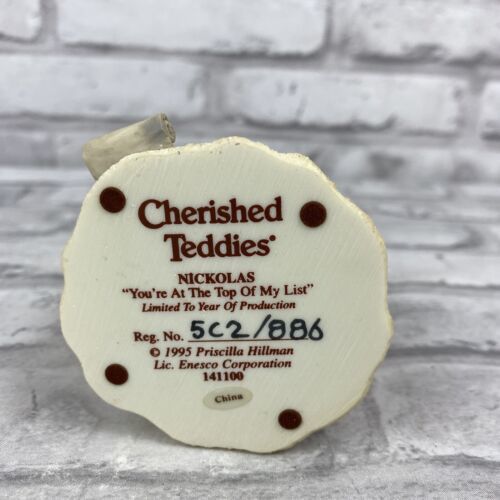 Cherished
Teddies
NICKOLAS
"You're At The Top Of My List"
Limited To Year Of Production
Reg. No. 5C2/886
© 1995 Priscilla Hillman
Lic. Enesco Corporation
141100
China